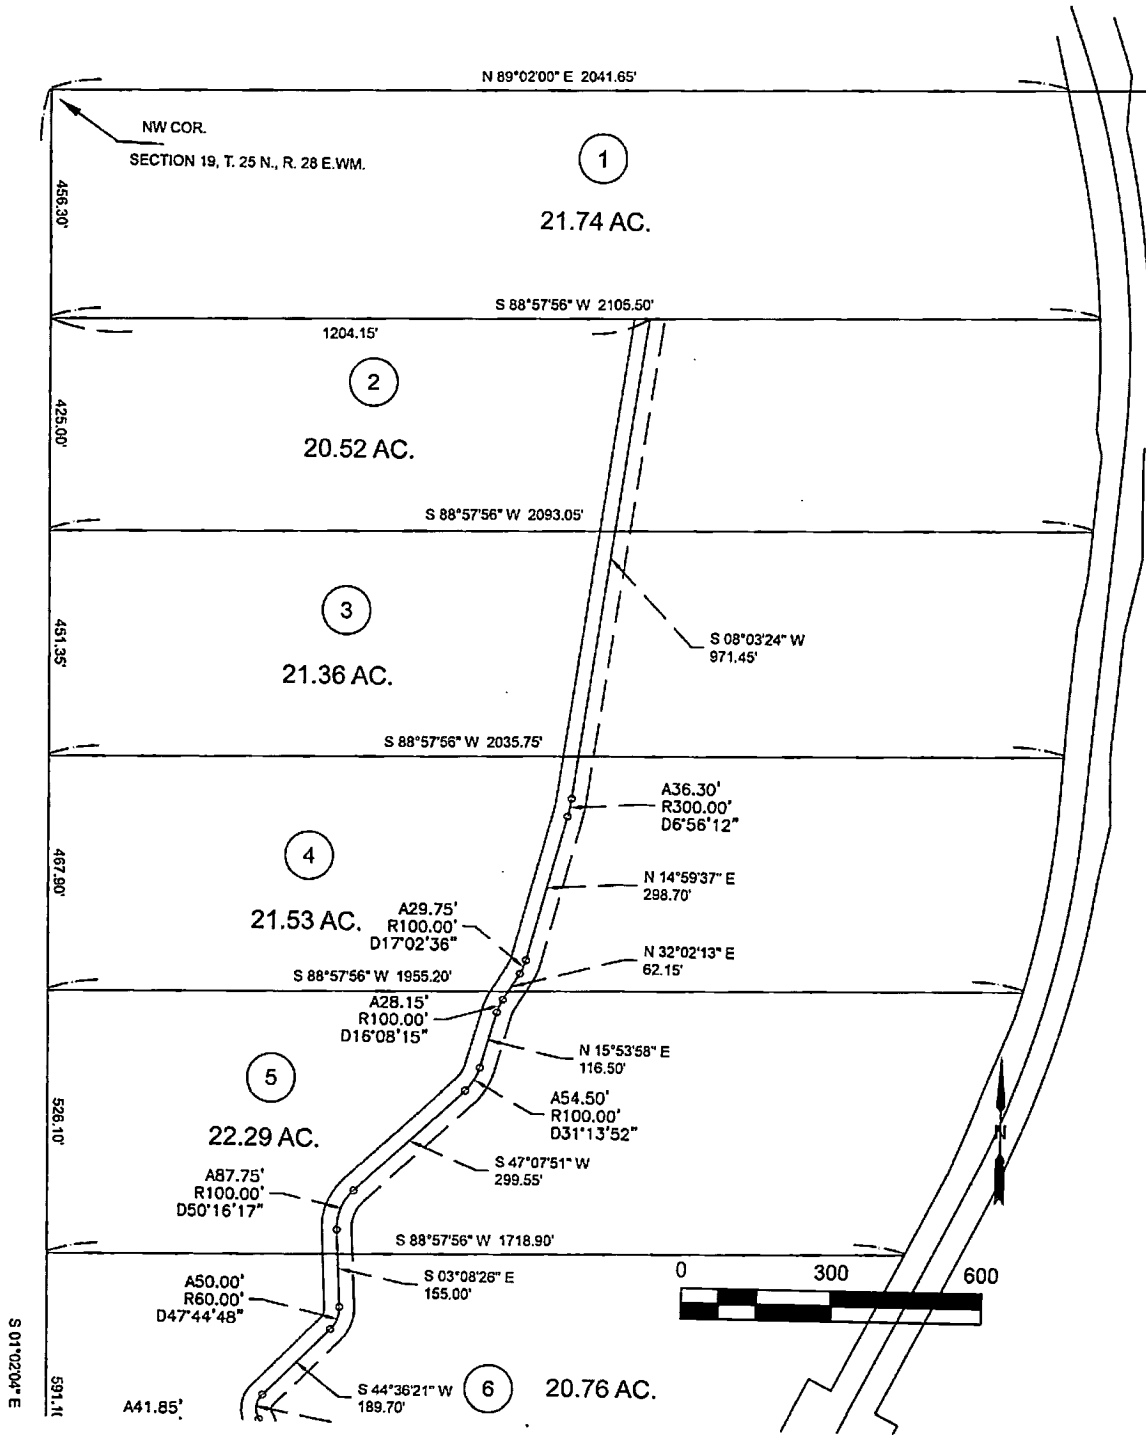 N 89°02'00" E 2041.65'
NW COR.
SECTION 19, T. 25 N., R. 28 E.WM.
1
21.74 AC.
456.30'
S 88°57'56" W 2105.50'
1204.15'
2
20.52 AC.
425.00'
S 88°57'56" W 2093.05'
3
21.36 AC.
451.35'
S 08°03'24" W
971.45'
S 88°57'56" W 2035.75'
A36.30'
R300.00'
D6°56'12"
4
21.53 AC.
467.90'
N 14°59'37" E
298.70'
A29.75'
R100.00'
D17°02'36"
N 32°02'13" E
62.15'
S 88°57'56" W 1955.20'
A28.15'
R100.00'
D16°08'15"
N 15°53'58" E
116.50'
5
22.29 AC.
526.10'
A54.50'
R100.00'
D31°13'52"
S 47°07'51" W
299.55'
A87.75'
R100.00'
D50°16'17"
N
S 88°57'56" W 1718.90'
S 03°08'26" E
155.00'
0 300 600
A50.00'
R60.00'
D47°44'48"
S 44°36'21" W
189.70'
6
20.76 AC.
A41.85'
591.1
S 01°02'04" E